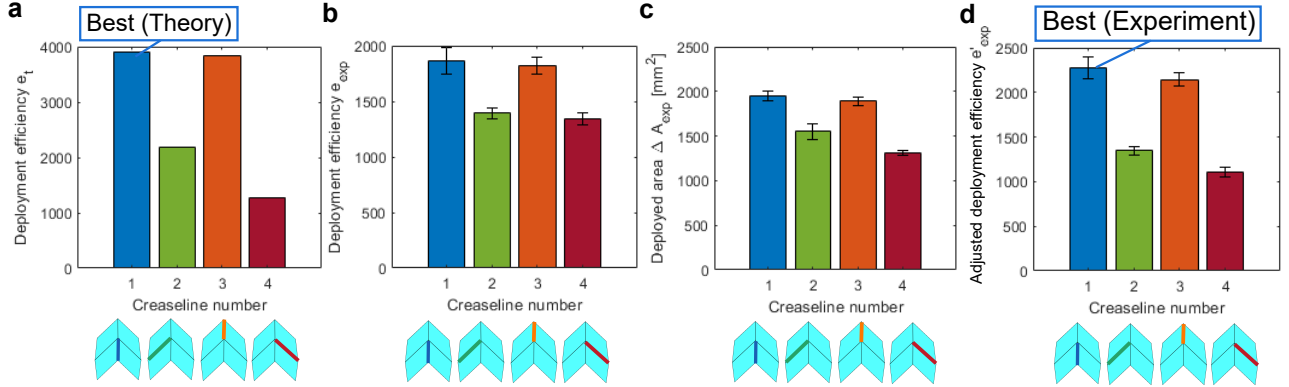 a
Best (Theory)
4000
3000
2000
1000
0
Deployment efficiency e_t
1 2 3 4
Creaseline number
b
2000
1500
1000
500
0
Deployment efficiency e_exp
1 2 3 4
Creaseline number
c
2500
2000
1500
1000
500
0
Deployed area Δ A_exp [mm²]
1 2 3 4
Creaseline number
d
Best (Experiment)
2500
2000
1500
1000
500
0
Adjusted deployment efficiency e'_exp
1 2 3 4
Creaseline number